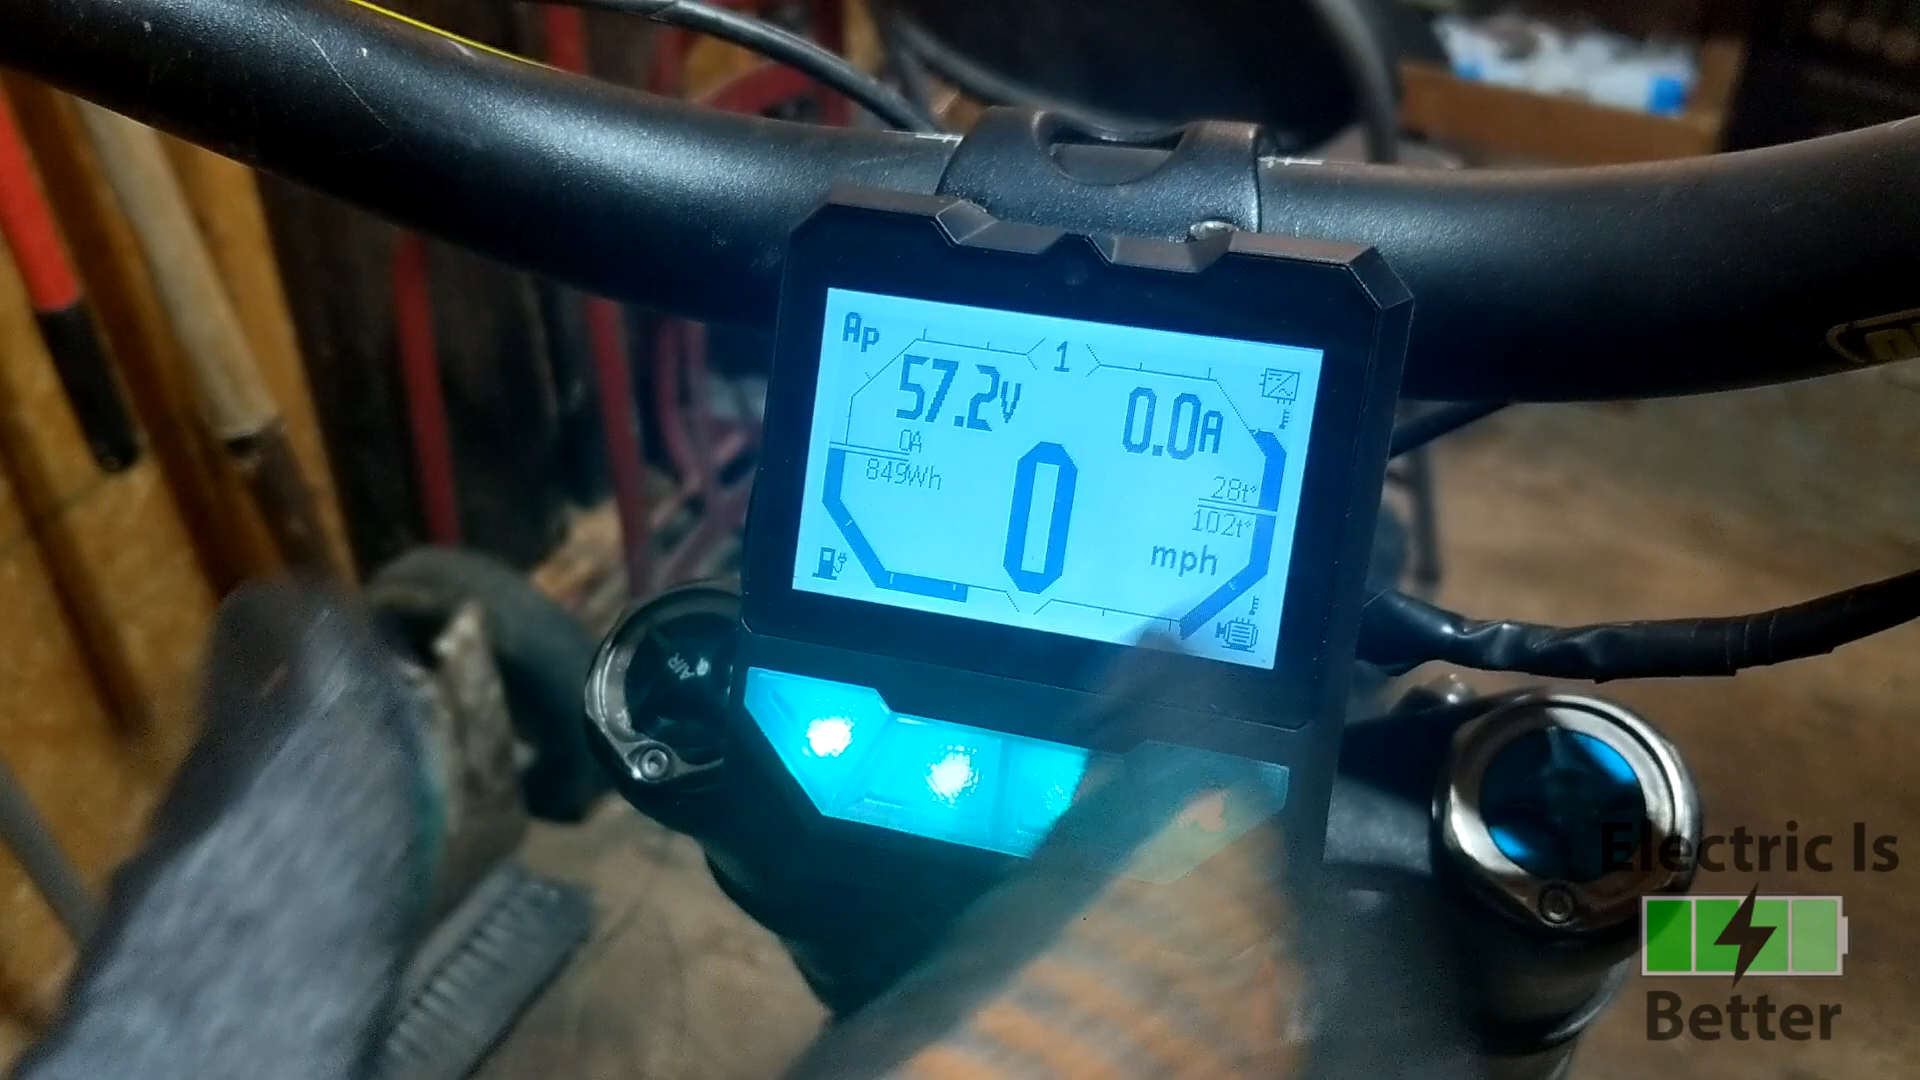 Ap
1
57.2V
0.0A
0A
849Wh
0
28t°
102t°
mph
AIR
Electric Is
Better